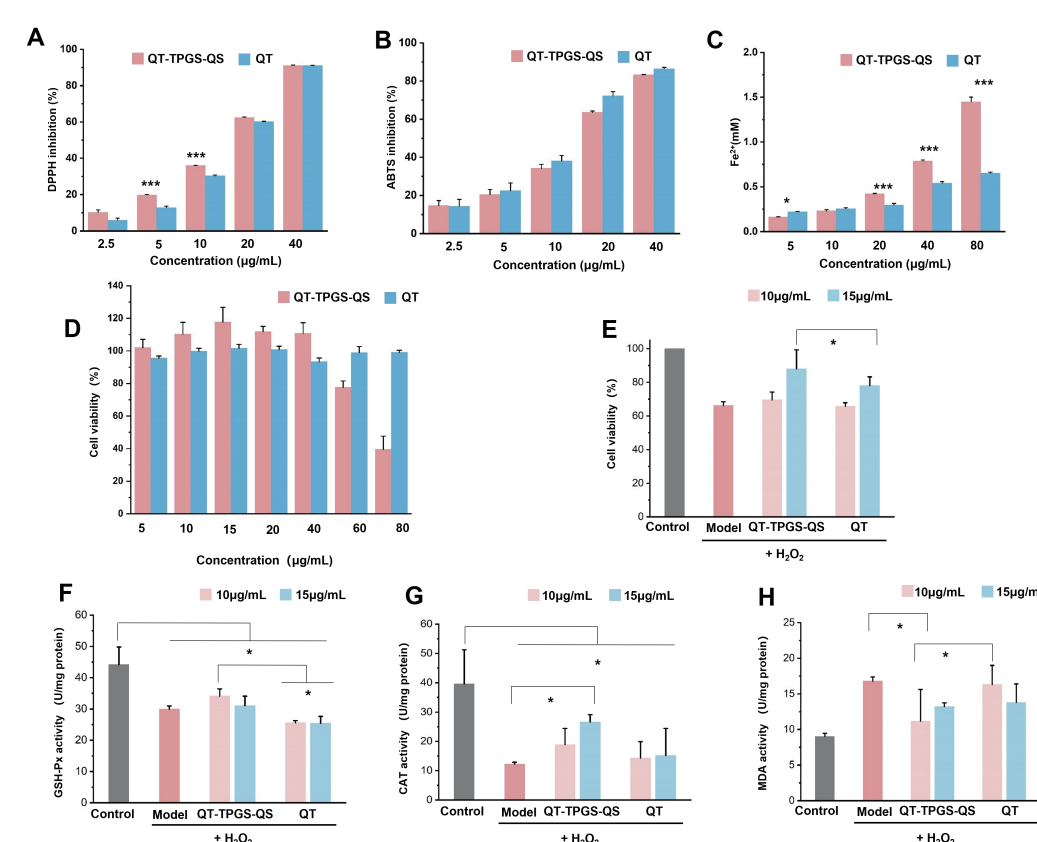 A
QT-TPGS-QS QT
100
80
60
40
20
0
DPPH inhibition (%)
***
***
2.5 5 10 20 40
Concentration (μg/mL)
B
QT-TPGS-QS QT
100
80
60
40
20
0
ABTS inhibition (%)
2.5 5 10 20 40
Concentration (μg/mL)
C
QT-TPGS-QS QT
2.0
1.5
1.0
0.5
0.0
Fe²⁺(mM)
*
***
***
***
5 10 20 40 80
Concentration (μg/mL)
D
QT-TPGS-QS QT
140
120
100
80
60
40
20
0
Cell viability (%)
5 10 15 20 40 60 80
Concentration (μg/mL)
E
10μg/mL 15μg/mL
100
80
60
40
20
0
Cell viability (%)
*
Control Model QT-TPGS-QS QT
+ H₂O₂
F
10μg/mL 15μg/mL
60
50
40
30
20
10
0
GSH-Px activity (U/mg protein)
*
*
Control Model QT-TPGS-QS QT
+ H₂O₂
G
10μg/mL 15μg/mL
60
50
40
30
20
10
0
CAT activity (U/mg protein)
*
*
Control Model QT-TPGS-QS QT
+ H₂O₂
H
10μg/mL 15μg/m
25
20
15
10
5
0
MDA activity (U/mg protein)
*
*
Control Model QT-TPGS-QS QT
+ H₂O₂